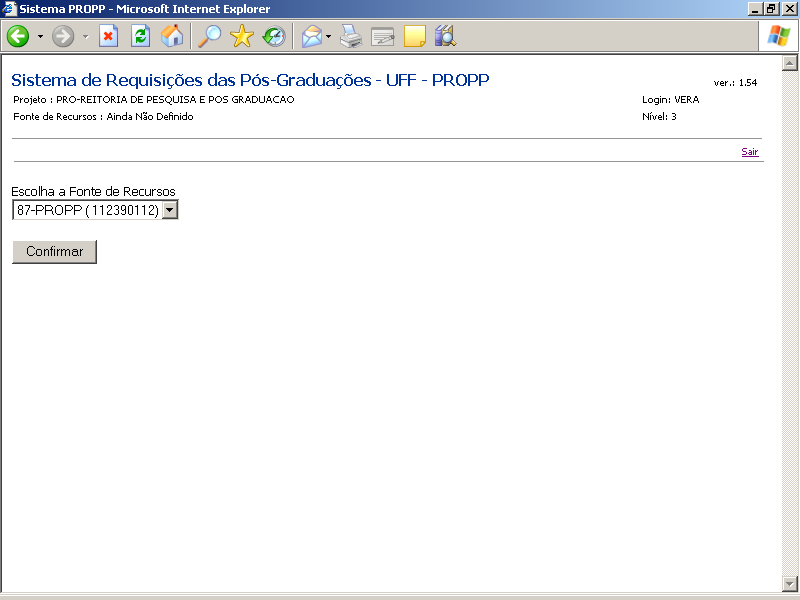 Sistema PROPP - Microsoft Internet Explorer
Sistema de Requisições das Pós-Graduações - UFF - PROPP
ver.: 1.54
Projeto : PRO-REITORIA DE PESQUISA E POS GRADUACAO
Login: VERA
Fonte de Recursos : Ainda Não Definido
Nível: 3
Sair
Escolha a Fonte de Recursos
87-PROPP ( 112390112)
Confirmar